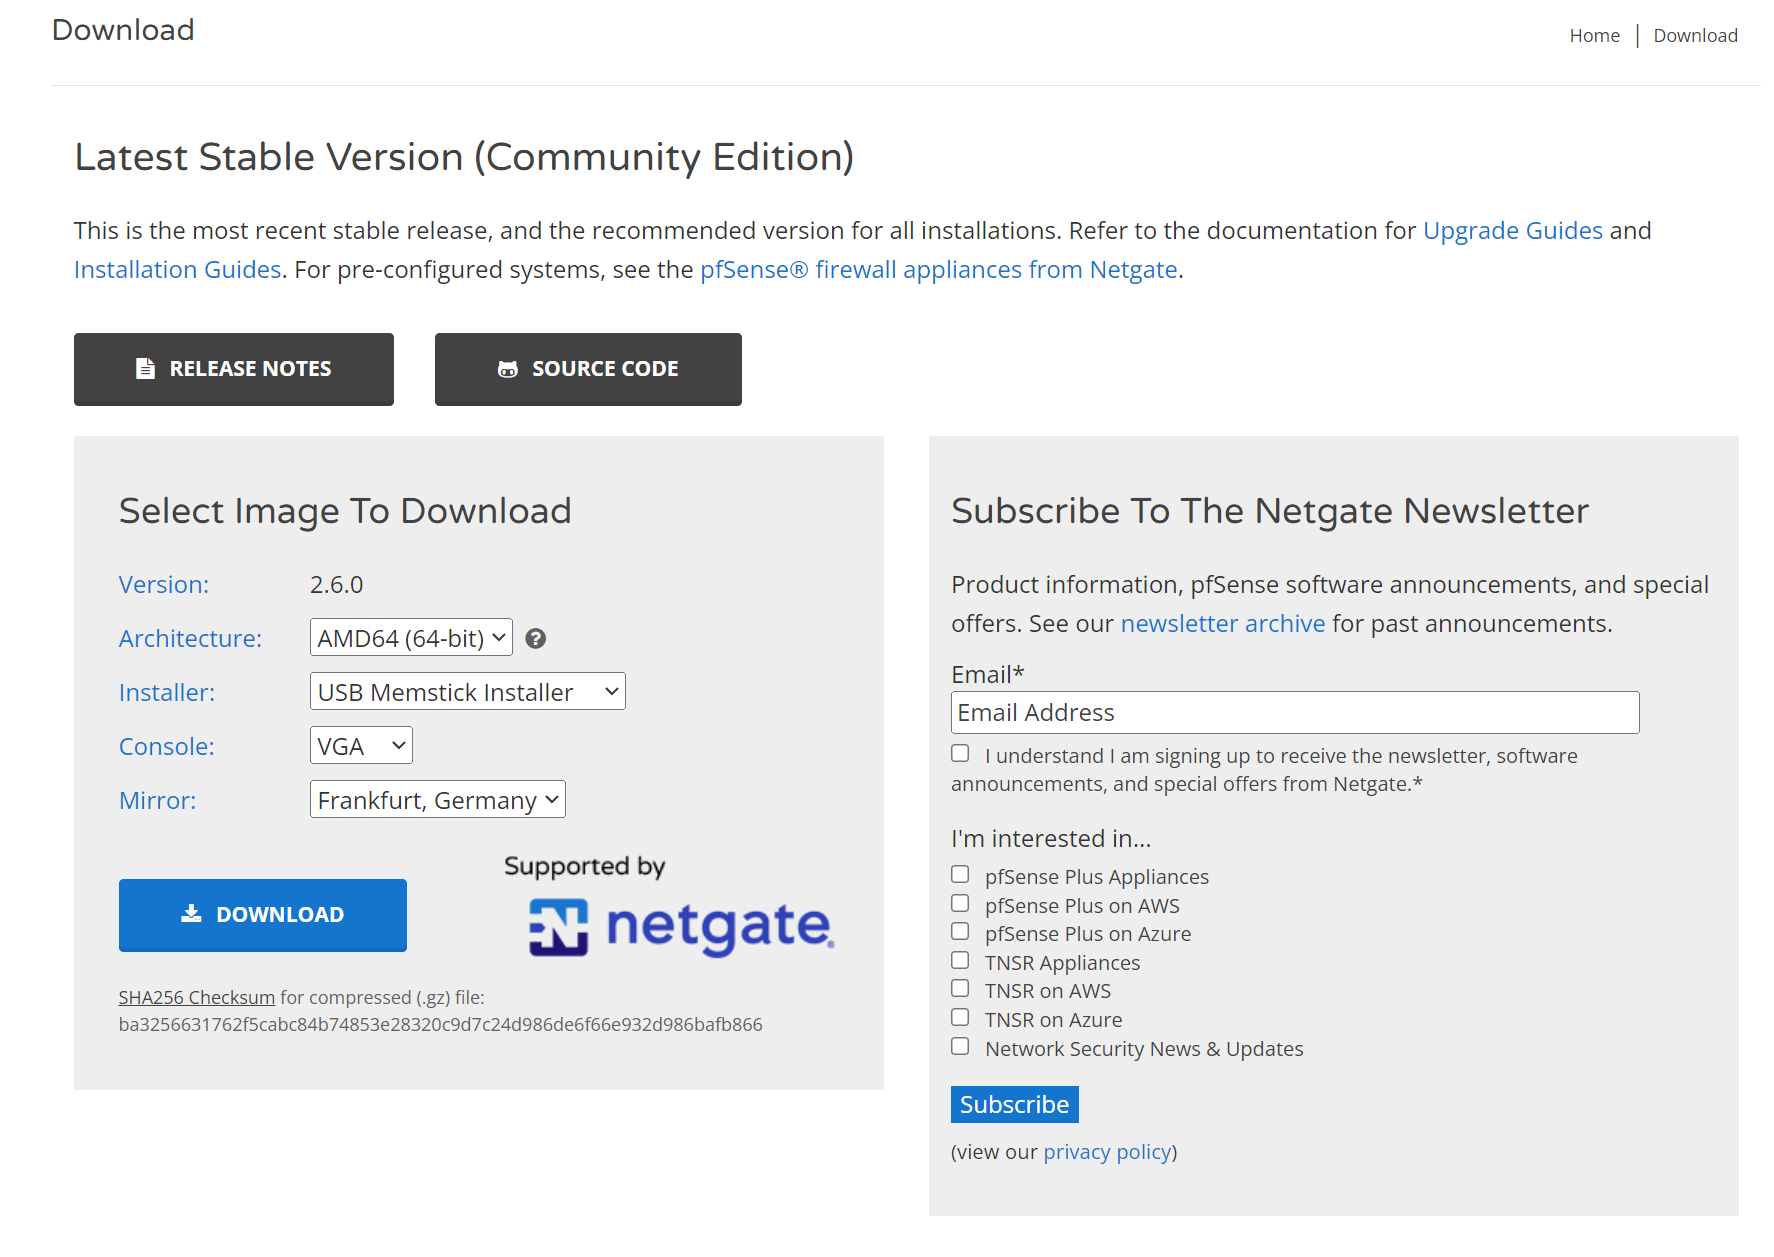 Download
Home | Download
Latest Stable Version (Community Edition)
This is the most recent stable release, and the recommended version for all installations. Refer to the documentation for Upgrade Guides and
Installation Guides. For pre-configured systems, see the pfSense® firewall appliances from Netgate.
RELEASE NOTES
SOURCE CODE
Select Image To Download
Version: 2.6.0
Architecture: AMD64 (64-bit)
Installer: USB Memstick Installer
Console: VGA
Mirror: Frankfurt, Germany
DOWNLOAD
Supported by
netgate®
SHA256 Checksum for compressed (.gz) file:
ba3256631762f5cabc84b74853e28320c9d7c24d986de6f66e932d986bafb866
Subscribe To The Netgate Newsletter
Product information, pfSense software announcements, and special
offers. See our newsletter archive for past announcements.
Email*
Email Address
I understand I am signing up to receive the newsletter, software
announcements, and special offers from Netgate.*
I'm interested in...
pfSense Plus Appliances
pfSense Plus on AWS
pfSense Plus on Azure
TNSR Appliances
TNSR on AWS
TNSR on Azure
Network Security News & Updates
Subscribe
(view our privacy policy)